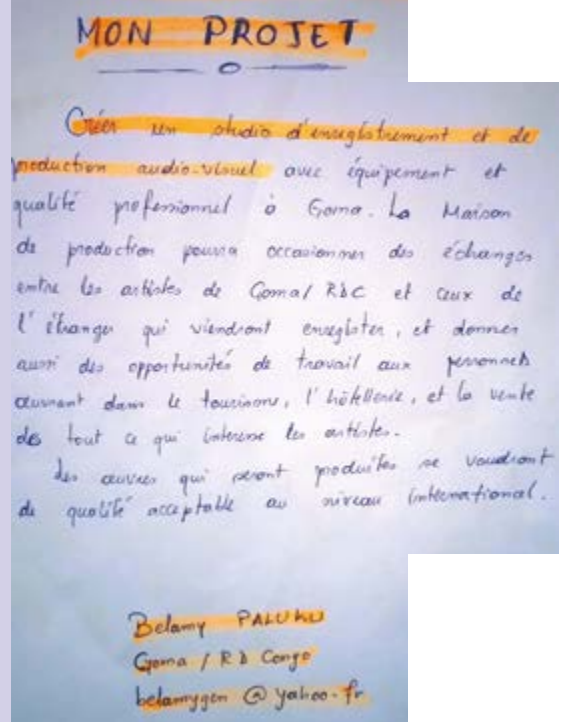 MON PROJET
Créer un studio d'enregistrement et de
production audio-visuel avec équipement et
qualité professionnel à Goma. La Maison
de production pourra occasionner des échanges
entre les artistes de Goma/ RDC et ceux de
l'étranger qui viendront enregistrer, et donner
aussi des opportunités de travail aux personnes
œuvrant dans le tourisme, l'hôtellerie, et la vente
des tout ce qui intéresse les artistes.
Les œuvres qui seront produites se voudront
de qualité acceptable au niveau international.
Belamy PALUKU
Goma / RD Congo
belamygen @ yahoo.fr